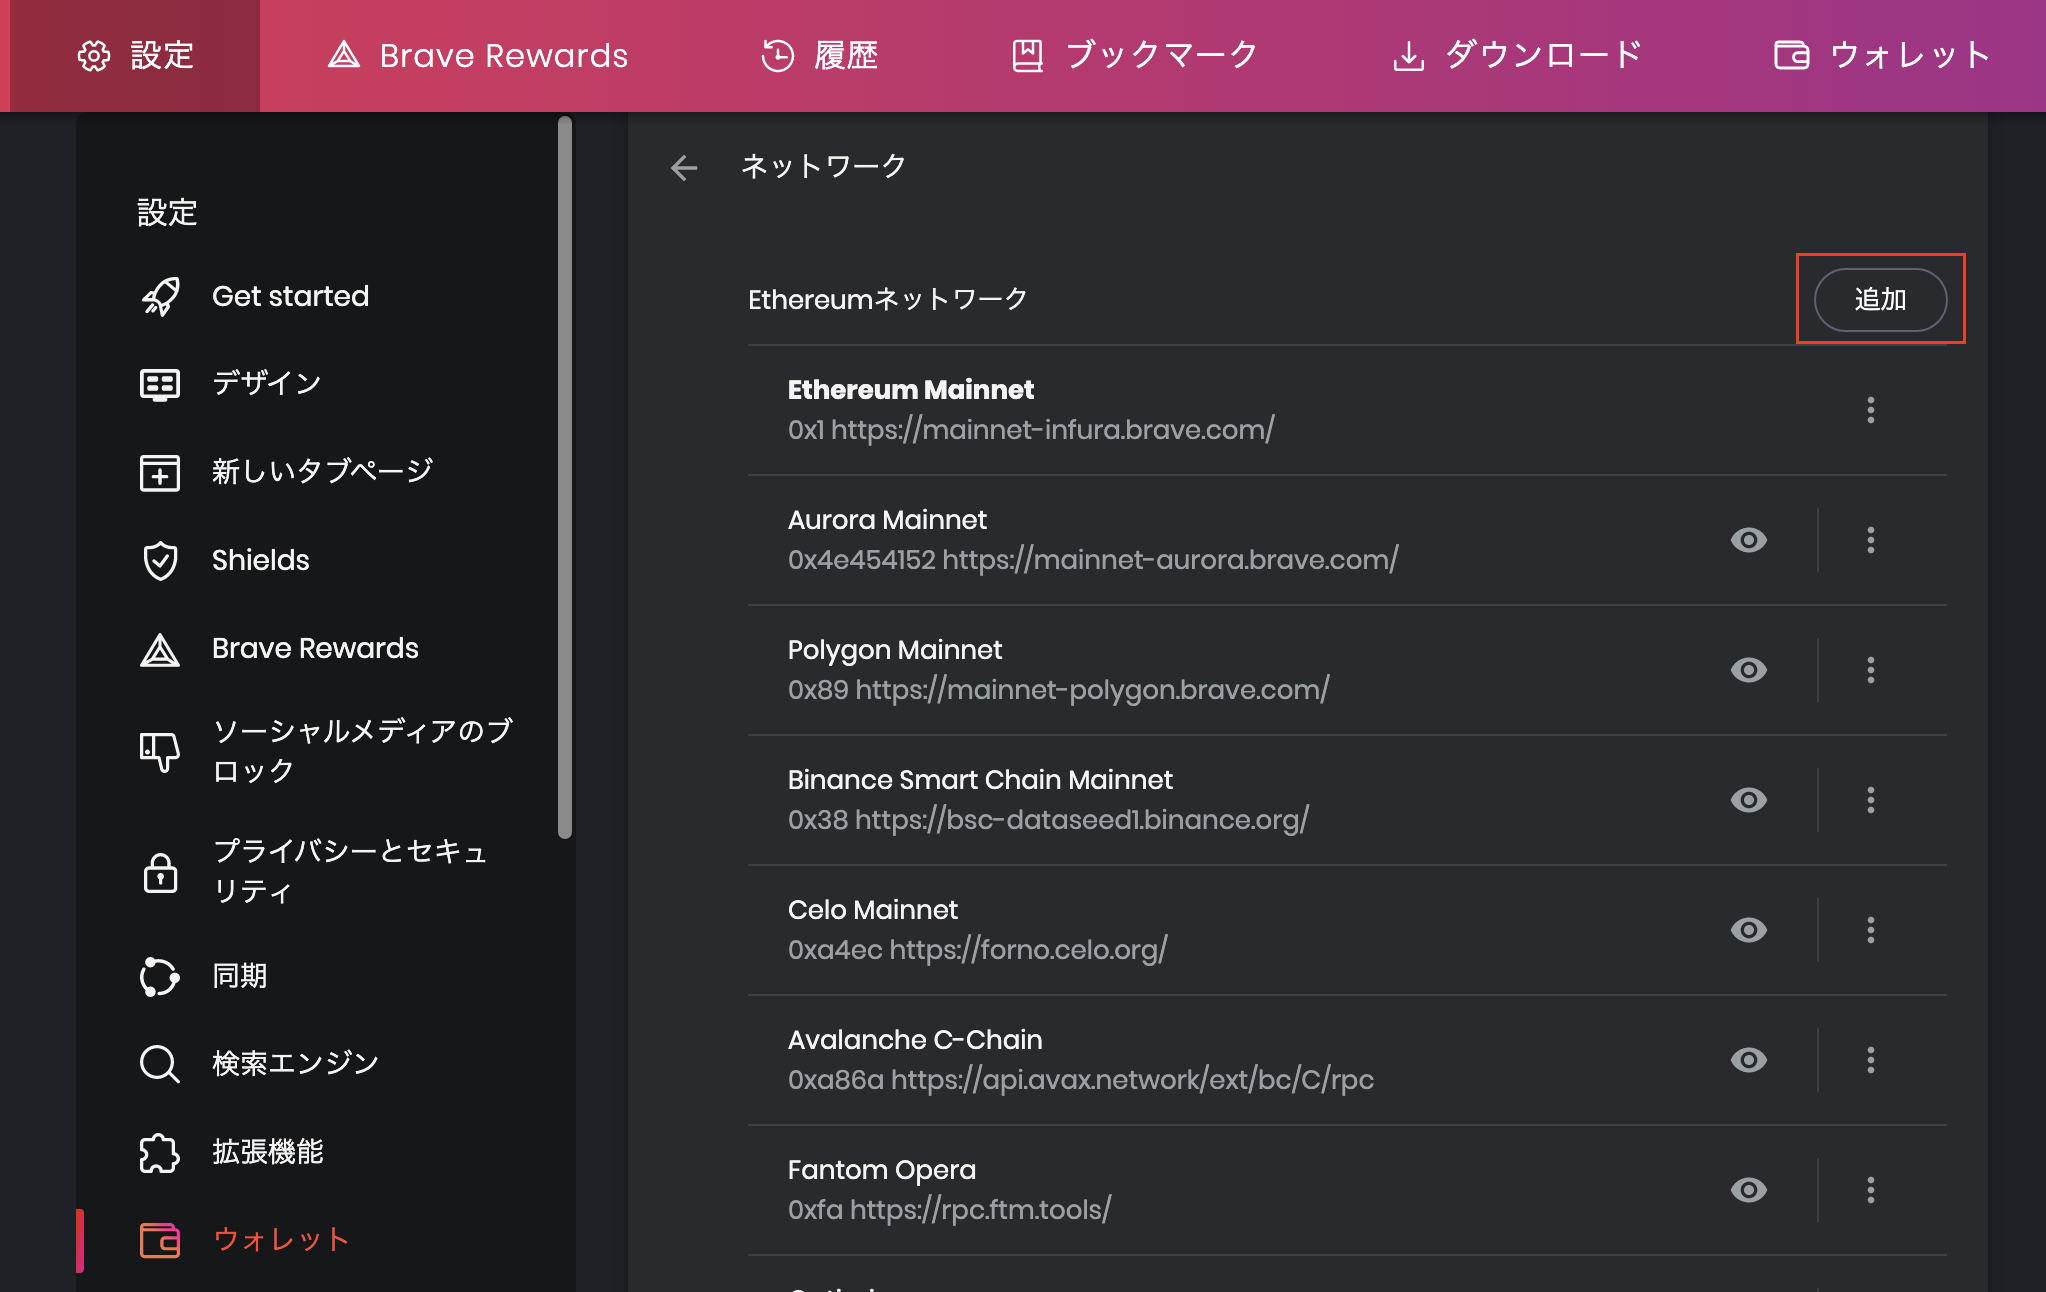 設定
Brave Rewards
履歴
ブックマーク
ダウンロード
ウォレット
設定
Get started
デザイン
新しいタブページ
Shields
Brave Rewards
ソーシャルメディアのブ
ロック
プライバシーとセキュ
リティ
同期
検索エンジン
拡張機能
ウォレット
ネットワーク
Ethereumネットワーク
追加
Ethereum Mainnet
0x1 https://mainnet-infura.brave.com/
Aurora Mainnet
0x4e454152 https://mainnet-aurora.brave.com/
Polygon Mainnet
0x89 https://mainnet-polygon.brave.com/
Binance Smart Chain Mainnet
0x38 https://bsc-dataseed1.binance.org/
Celo Mainnet
0xa4ec https://forno.celo.org/
Avalanche C-Chain
0xa86a https://api.avax.network/ext/bc/C/rpc
Fantom Opera
0xfa https://rpc.ftm.tools/